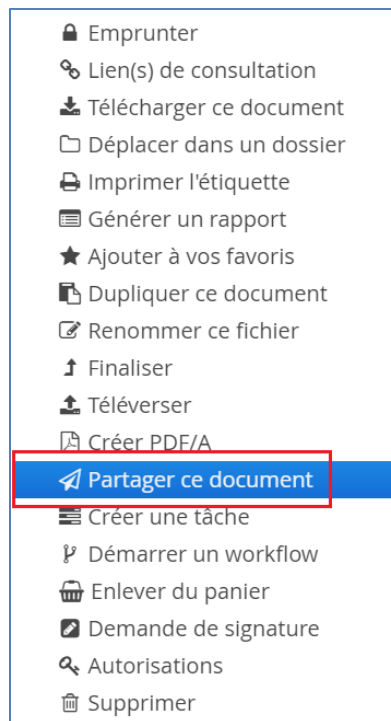 Emprunter
Lien(s) de consultation
Télécharger ce document
Déplacer dans un dossier
Imprimer l'étiquette
Générer un rapport
Ajouter à vos favoris
Dupliquer ce document
Renommer ce fichier
Finaliser
Téléverser
Créer PDF/A
Partager ce document
Créer une tâche
Démarrer un workflow
Enlever du panier
Demande de signature
Autorisations
Supprimer